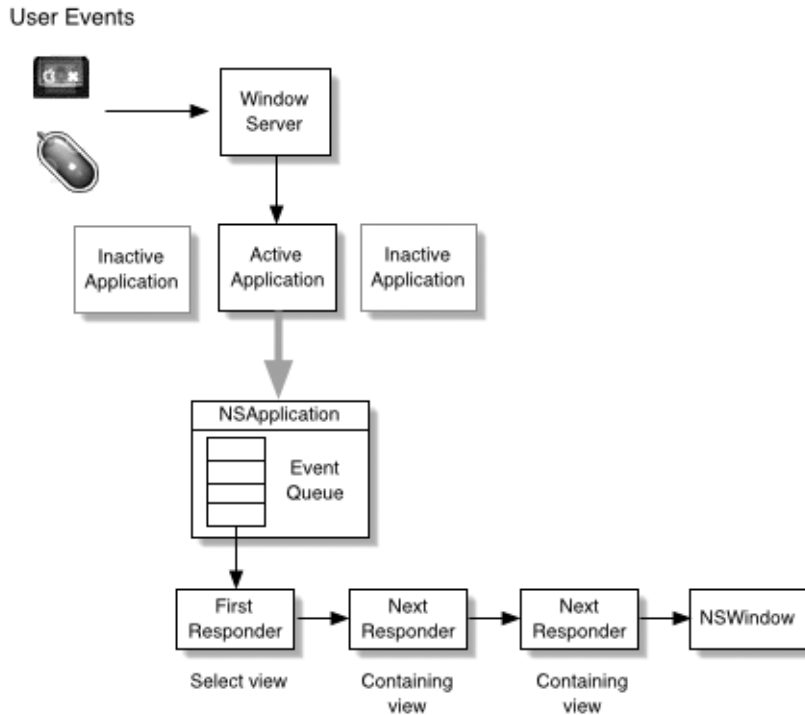 User Events
Window
Server
Inactive
Application
Active
Application
Inactive
Application
NSApplication
Event
Queue
First
Responder
Next
Responder
Next
Responder
NSWindow
Select view
Containing
view
Containing
view